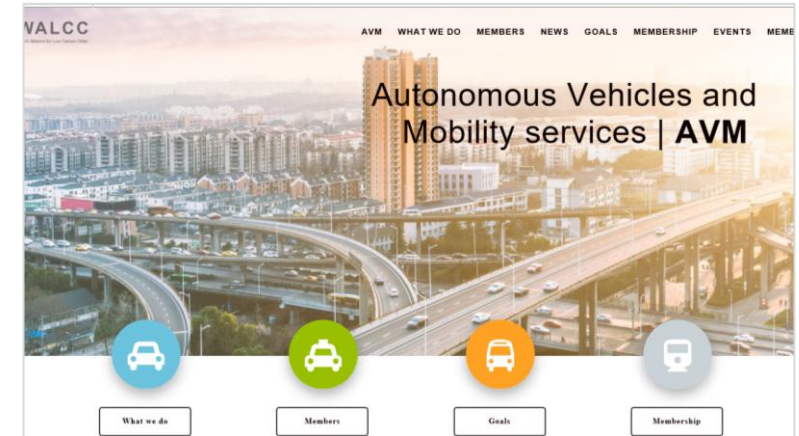 WALCC
AVM WHAT WE DO MEMBERS NEWS GOALS MEMBERSHIP EVENTS MEMB
Autonomous Vehicles and
Mobility services | AVM
What we do Members Goals Membership